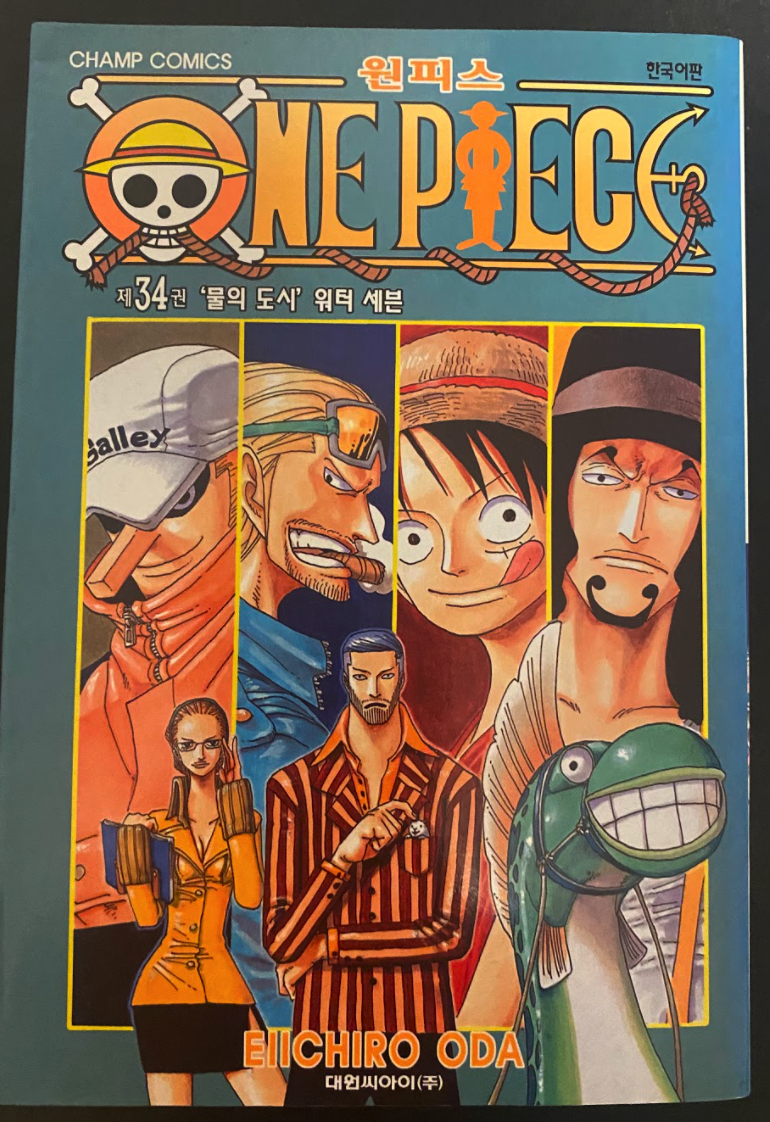 CHAMP COMICS
원피스
한국어판
ONE PIECE
제34권 '물의 도시' 워터 세븐
Galley
EIICHIRO ODA
대원씨아이(주)